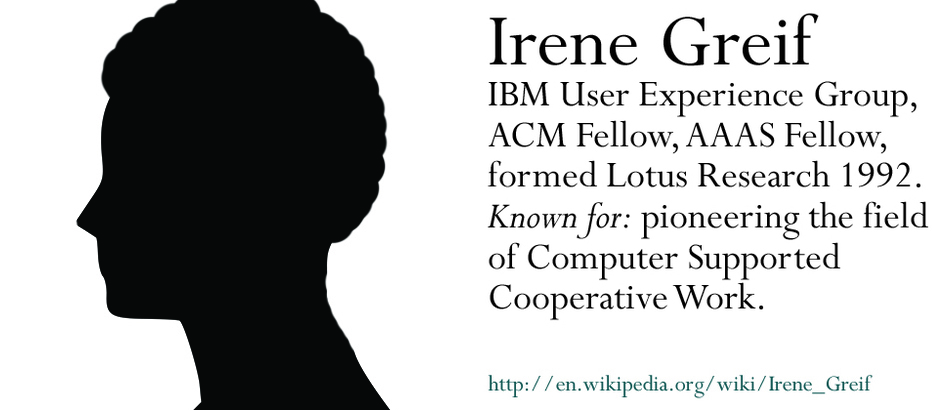 Irene Greif
IBM User Experience Group,
ACM Fellow, AAAS Fellow,
formed Lotus Research 1992.
Known for: pioneering the field
of Computer Supported
Cooperative Work.
http://en.wikipedia.org/wiki/Irene_Greif